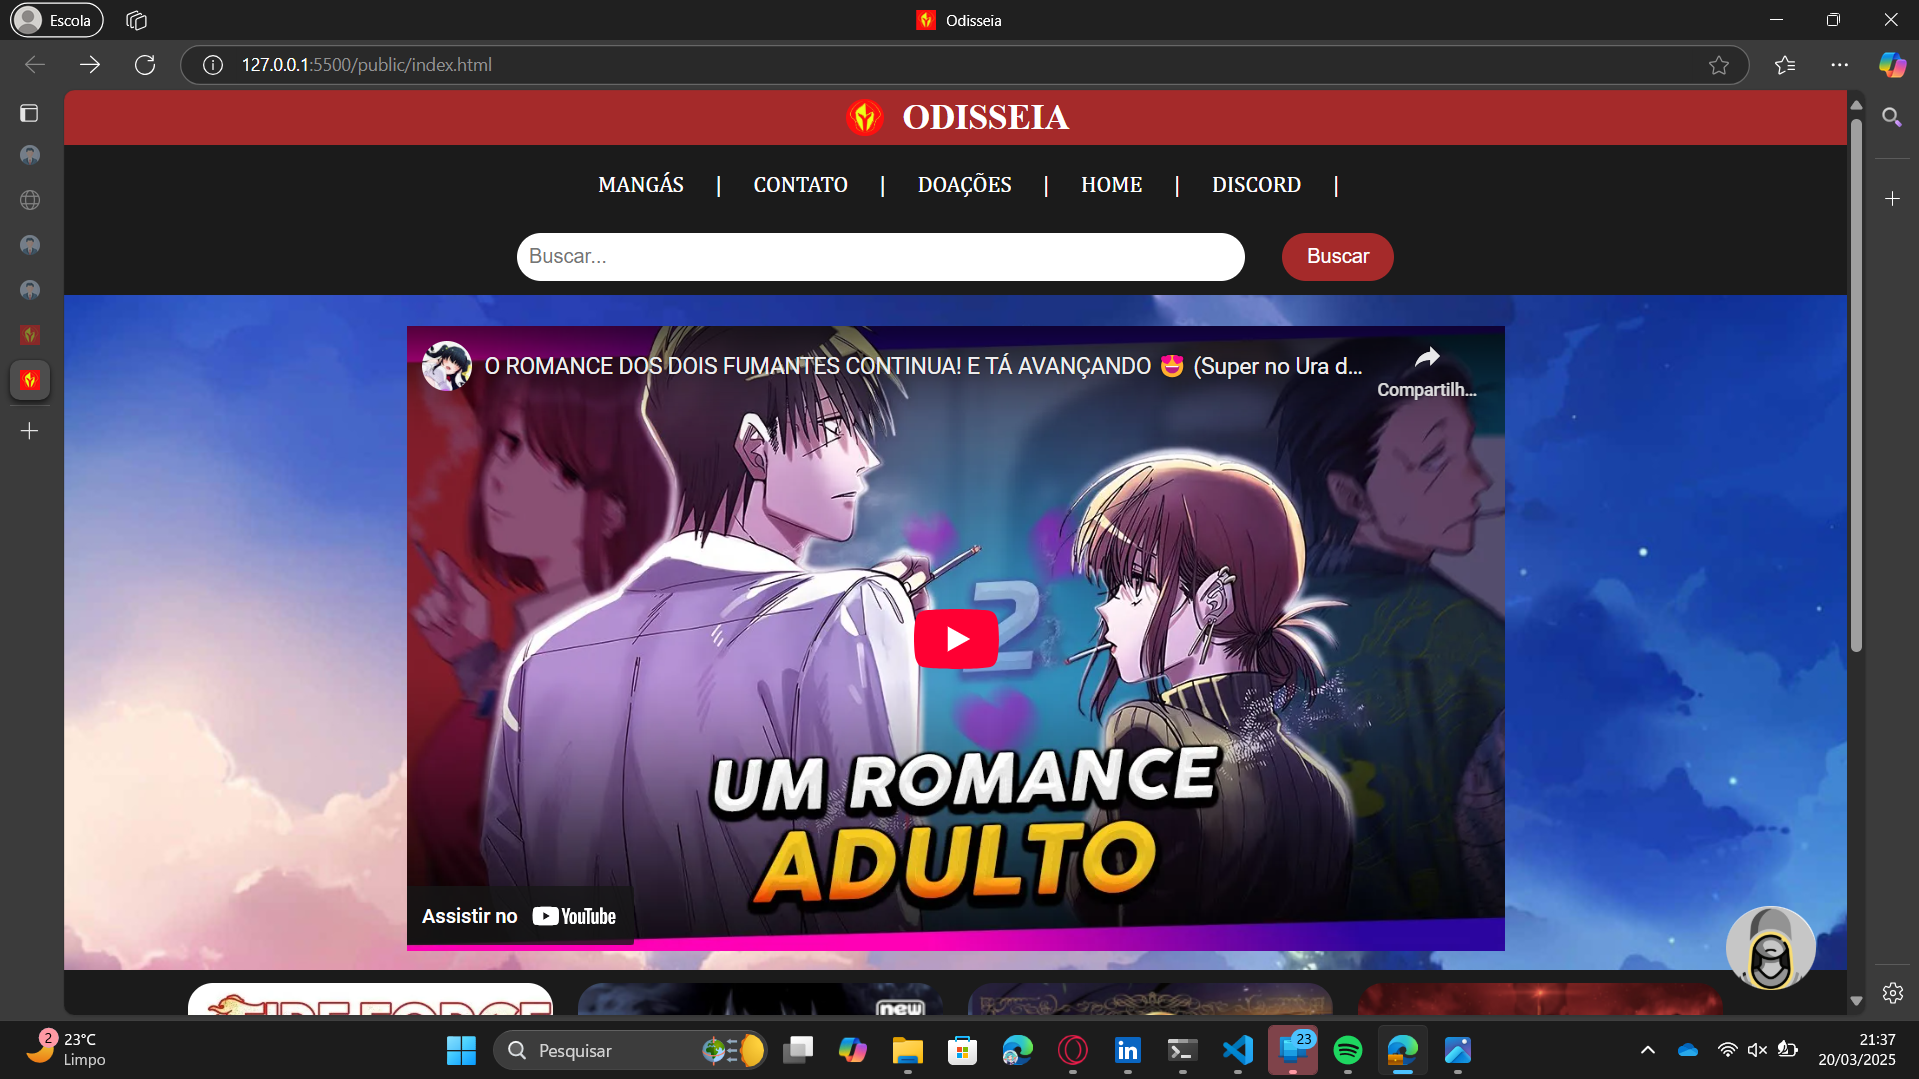 Escola
Odisseia
127.0.0.1:5500/public/index.html
ODISSEIA
MANGÁS | CONTATO | DOAÇÕES | HOME | DISCORD |
Buscar...
Buscar
O ROMANCE DOS DOIS FUMANTES CONTINUA! E TÁ AVANÇANDO 🤩 (Super no Ura d...
Compartilh...
2
UM ROMANCE
ADULTO
Assistir no YouTube
FIRE FORCE
new
2
23°C
Limpo
Pesquisar
23
21:37
20/03/2025